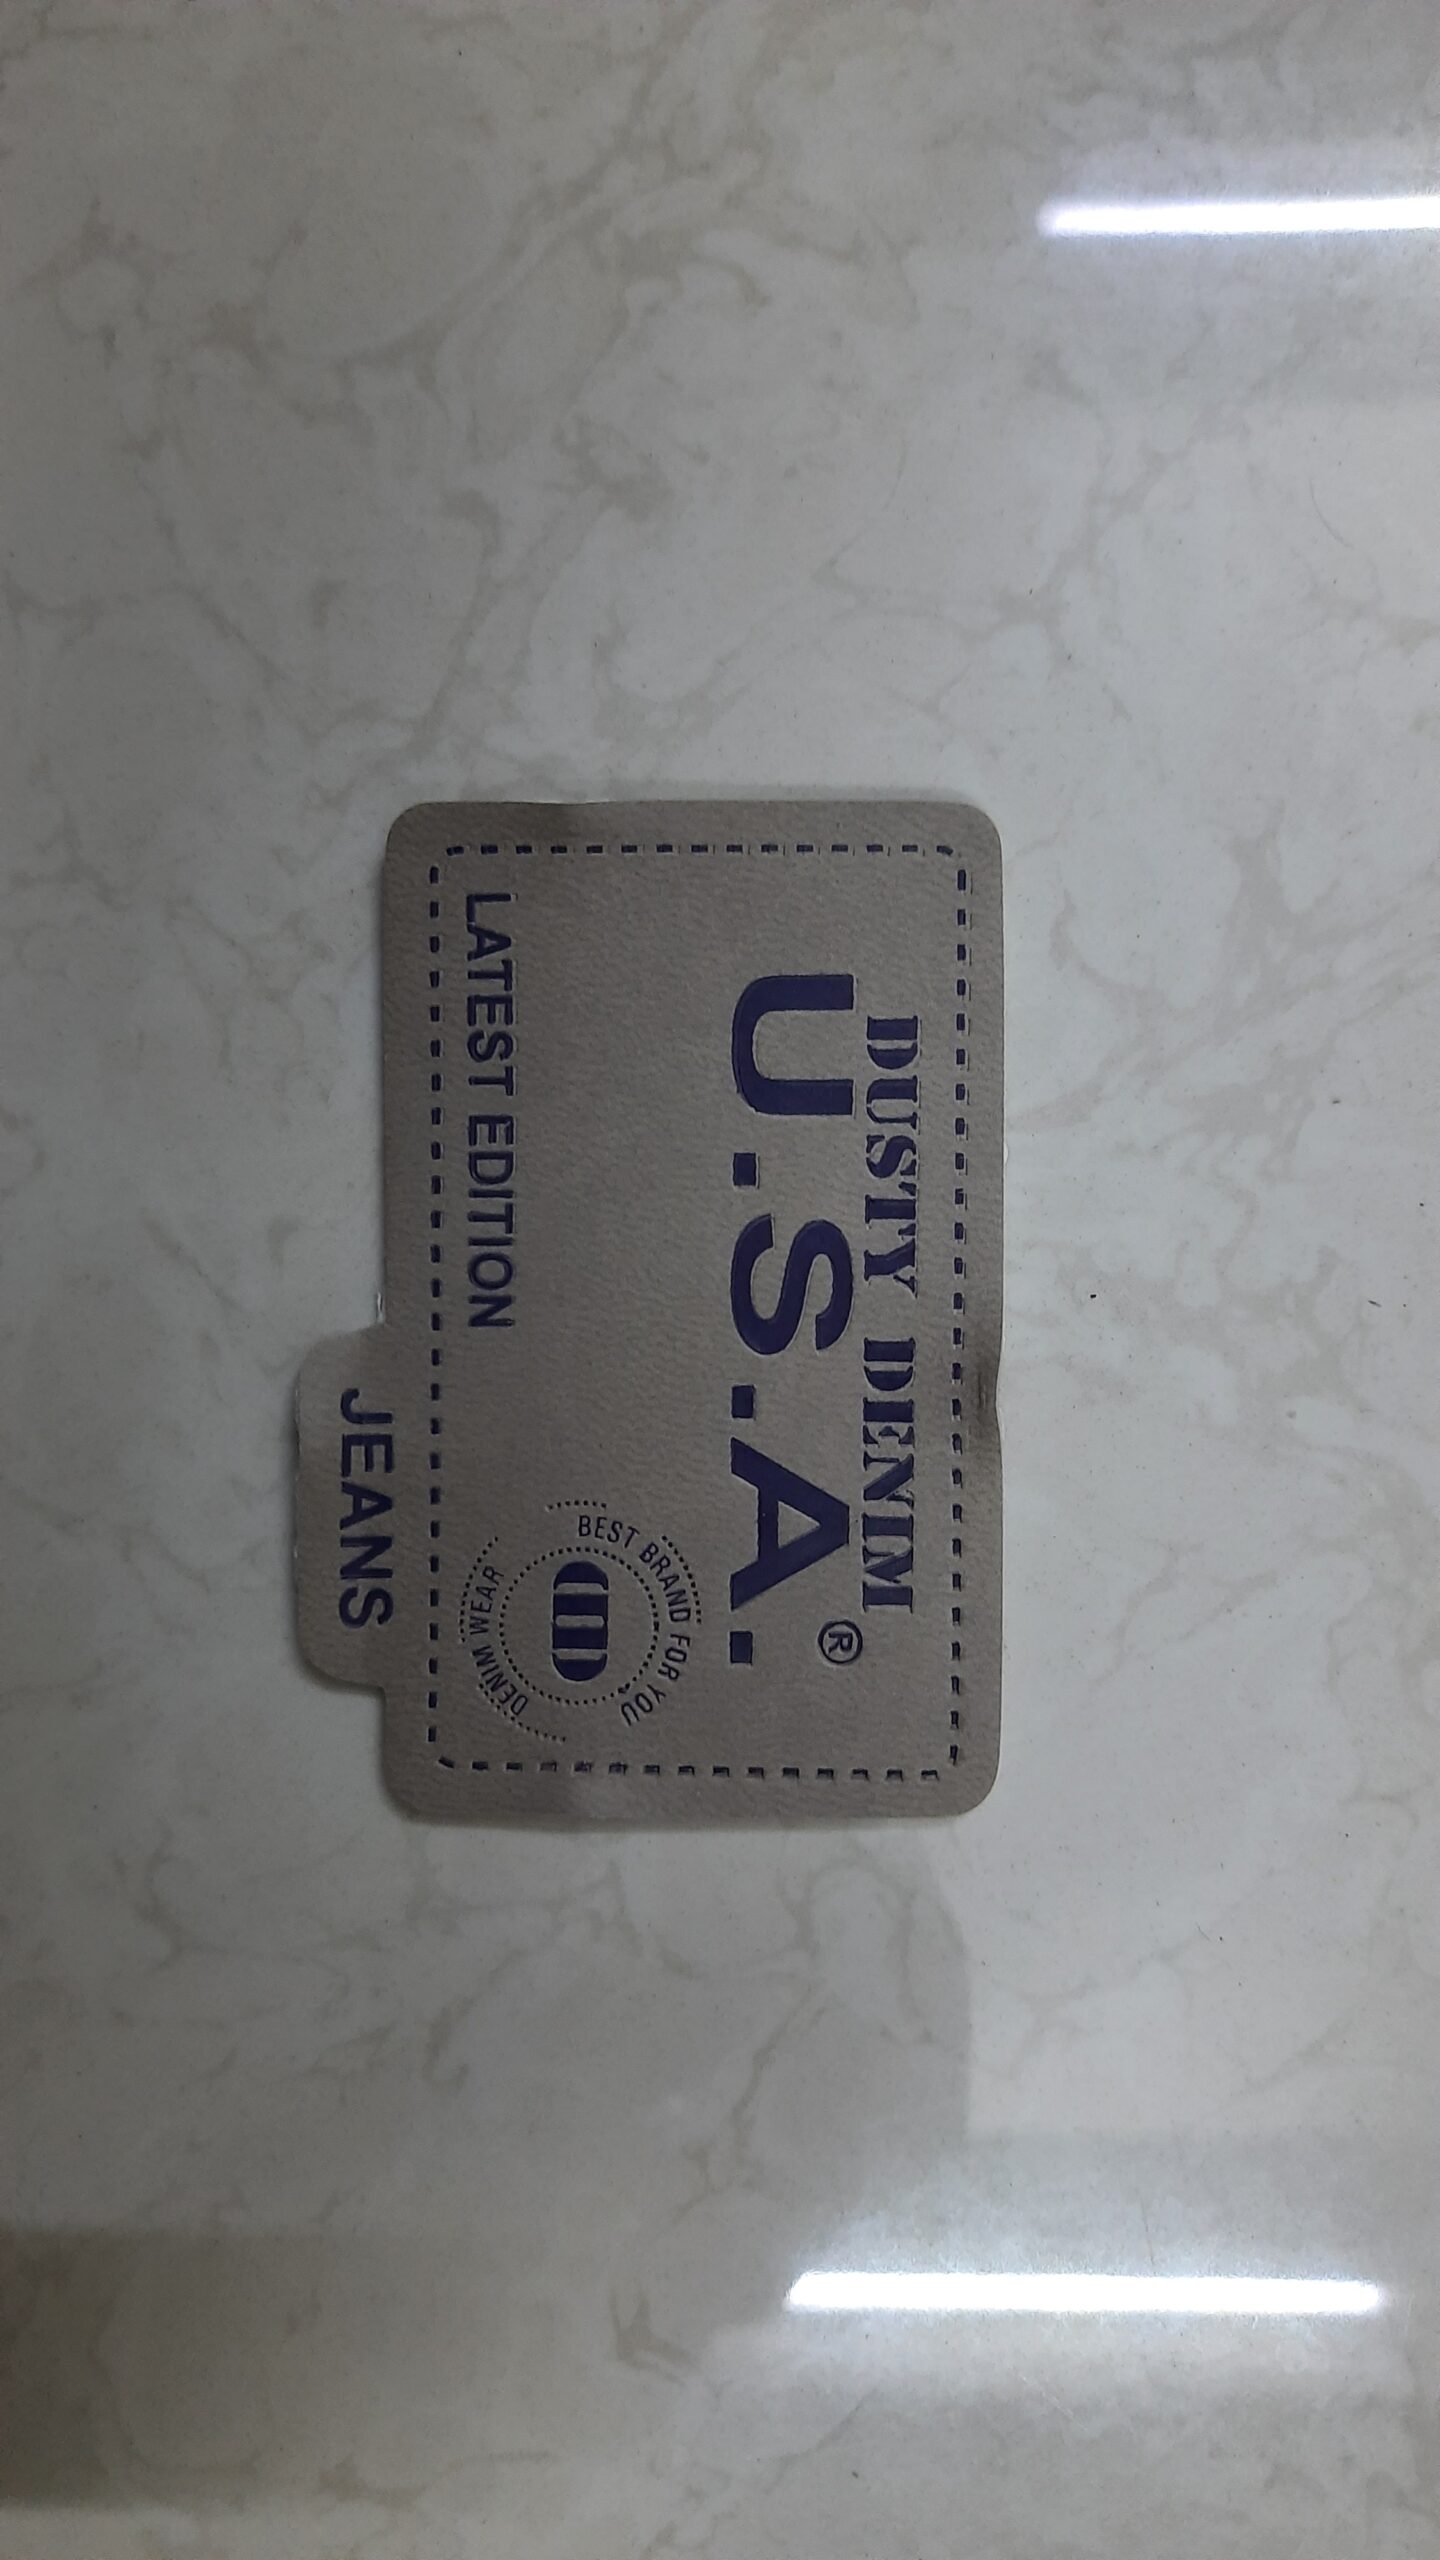 DUSTY DENIM
U.S.A.®
BEST BRAND FOR YOU
DENIM WEAR
LATEST EDITION
JEANS